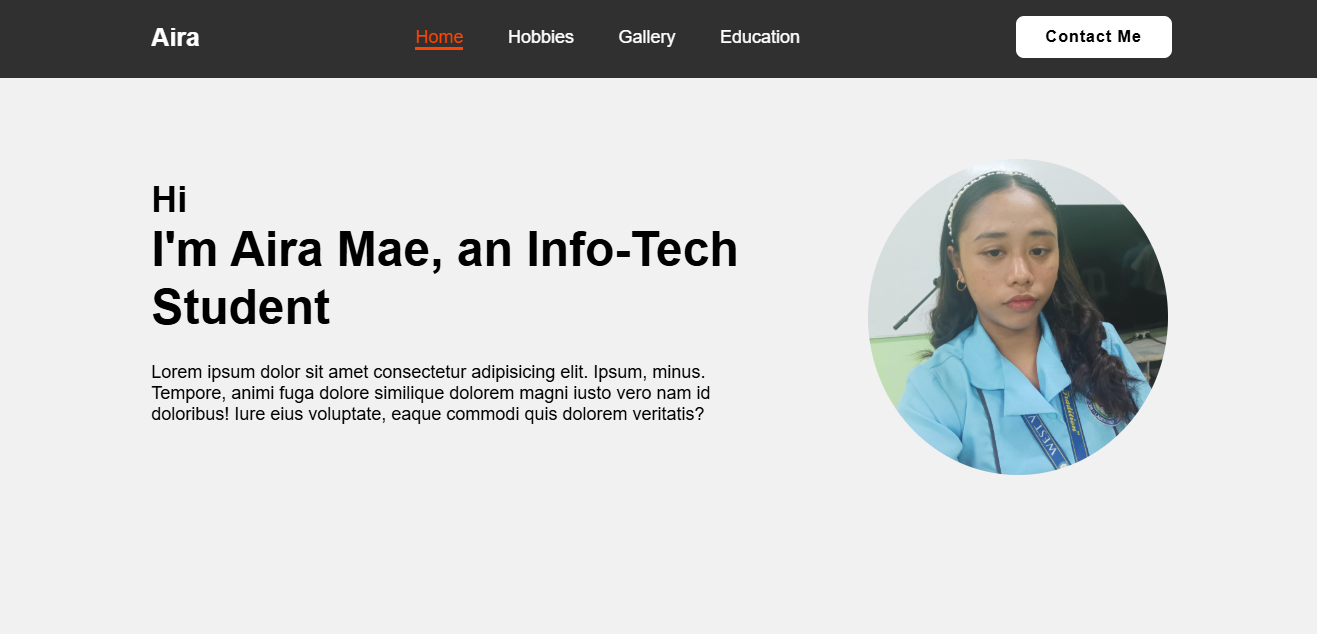 Aira
Home Hobbies Gallery Education
Contact Me
Hi
I'm Aira Mae, an Info-Tech
Student
Lorem ipsum dolor sit amet consectetur adipisicing elit. Ipsum, minus.
Tempore, animi fuga dolore similique dolorem magni iusto vero nam id
doloribus! Iure eius voluptate, eaque commodi quis dolorem veritatis?
Tradition"
WEST V